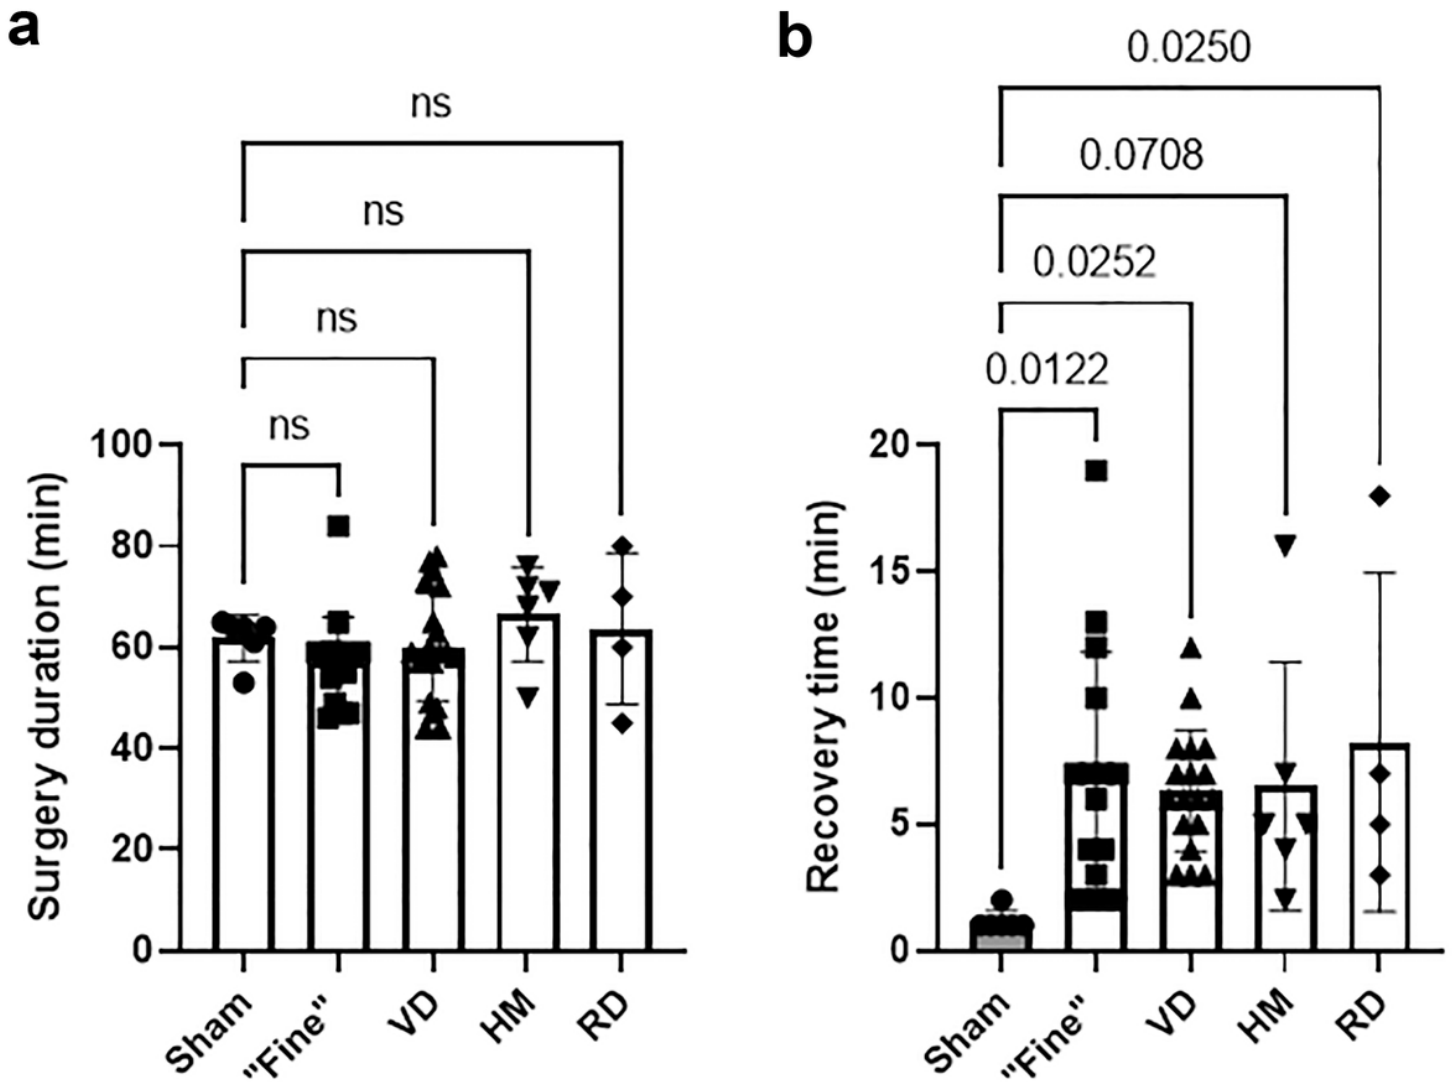 a
ns
ns
ns
ns
Surgery duration (min)
100
80
60
40
20
0
Sham
"Fine"
VD
HM
RD
b
0.0250
0.0708
0.0252
0.0122
Recovery time (min)
20
15
10
5
0
Sham
"Fine"
VD
HM
RD